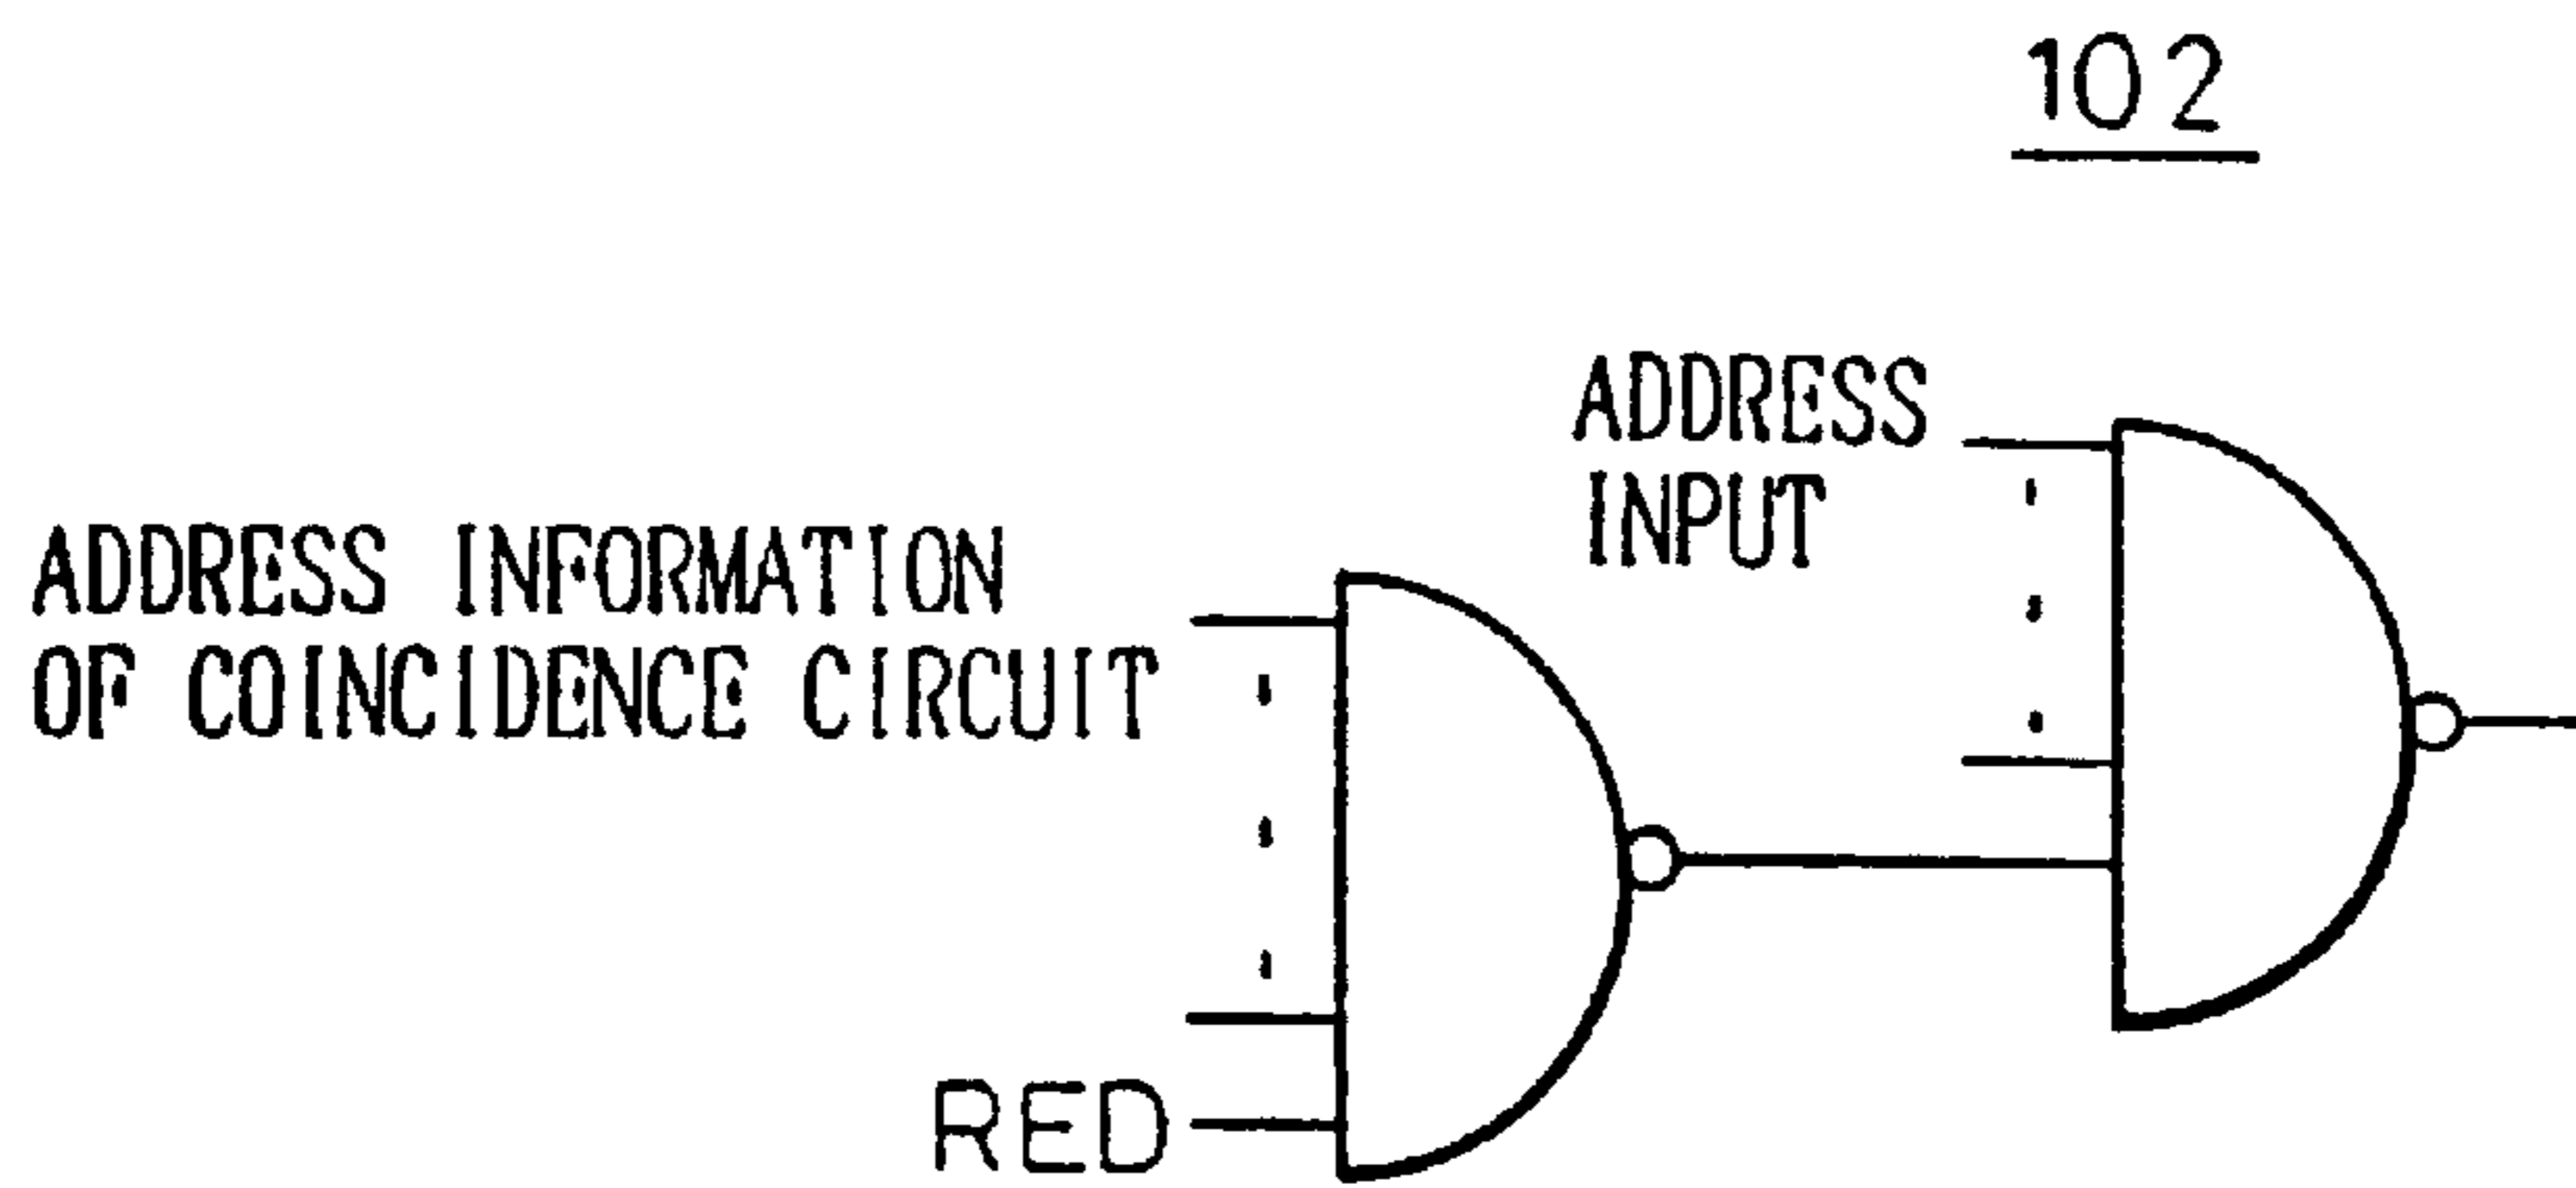 102
ADDRESS
INPUT
ADDRESS INFORMATION
OF COINCIDENCE CIRCUIT
RED